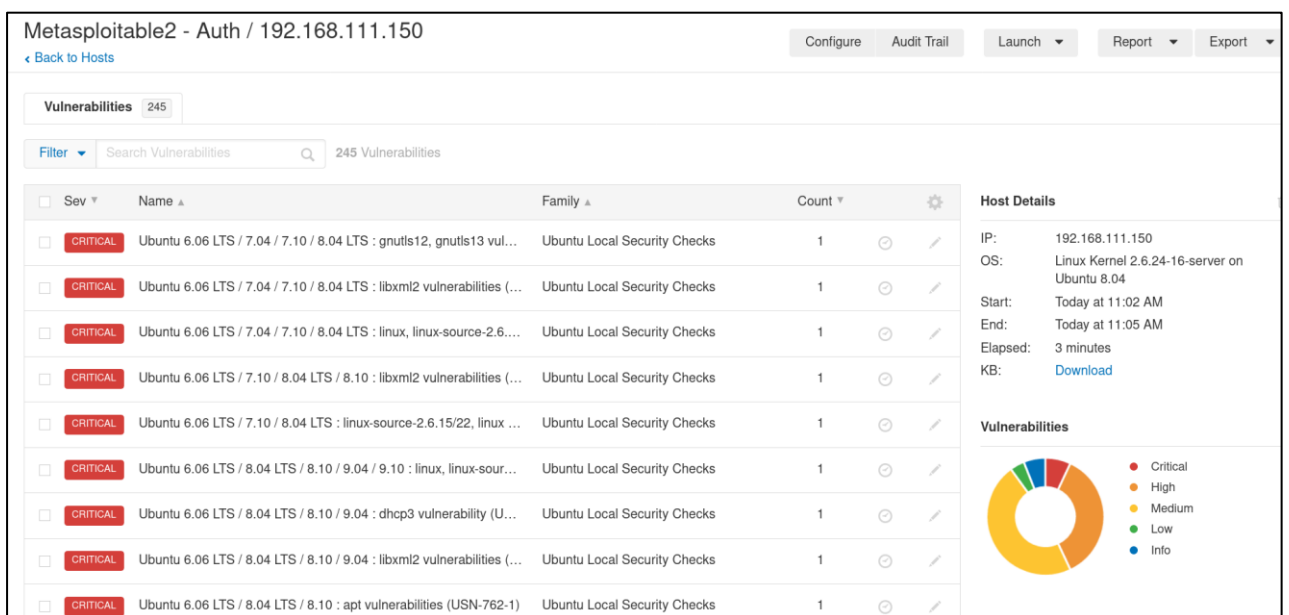 Metasploitable2 - Auth / 192.168.111.150
‹ Back to Hosts
Configure Audit Trail Launch Report Export
Vulnerabilities 245
Filter Search Vulnerabilities 245 Vulnerabilities
Sev Name Family Count
CRITICAL Ubuntu 6.06 LTS / 7.04 / 7.10 / 8.04 LTS : gnutls12, gnutls13 vul... Ubuntu Local Security Checks 1
CRITICAL Ubuntu 6.06 LTS / 7.04 / 7.10 / 8.04 LTS : libxml2 vulnerabilities (... Ubuntu Local Security Checks 1
CRITICAL Ubuntu 6.06 LTS / 7.04 / 7.10 / 8.04 LTS : linux, linux-source-2.6.... Ubuntu Local Security Checks 1
CRITICAL Ubuntu 6.06 LTS / 7.10 / 8.04 LTS / 8.10 : libxml2 vulnerabilities (... Ubuntu Local Security Checks 1
CRITICAL Ubuntu 6.06 LTS / 7.10 / 8.04 LTS : linux-source-2.6.15/22, linux ... Ubuntu Local Security Checks 1
CRITICAL Ubuntu 6.06 LTS / 8.04 LTS / 8.10 / 9.04 / 9.10 : linux, linux-sour... Ubuntu Local Security Checks 1
CRITICAL Ubuntu 6.06 LTS / 8.04 LTS / 8.10 / 9.04 : dhcp3 vulnerability (U... Ubuntu Local Security Checks 1
CRITICAL Ubuntu 6.06 LTS / 8.04 LTS / 8.10 / 9.04 : libxml2 vulnerabilities (... Ubuntu Local Security Checks 1
CRITICAL Ubuntu 6.06 LTS / 8.04 LTS / 8.10 : apt vulnerabilities (USN-762-1) Ubuntu Local Security Checks 1
Host Details
IP: 192.168.111.150
OS: Linux Kernel 2.6.24-16-server on
Ubuntu 8.04
Start: Today at 11:02 AM
End: Today at 11:05 AM
Elapsed: 3 minutes
KB: Download
Vulnerabilities
Critical
High
Medium
Low
Info